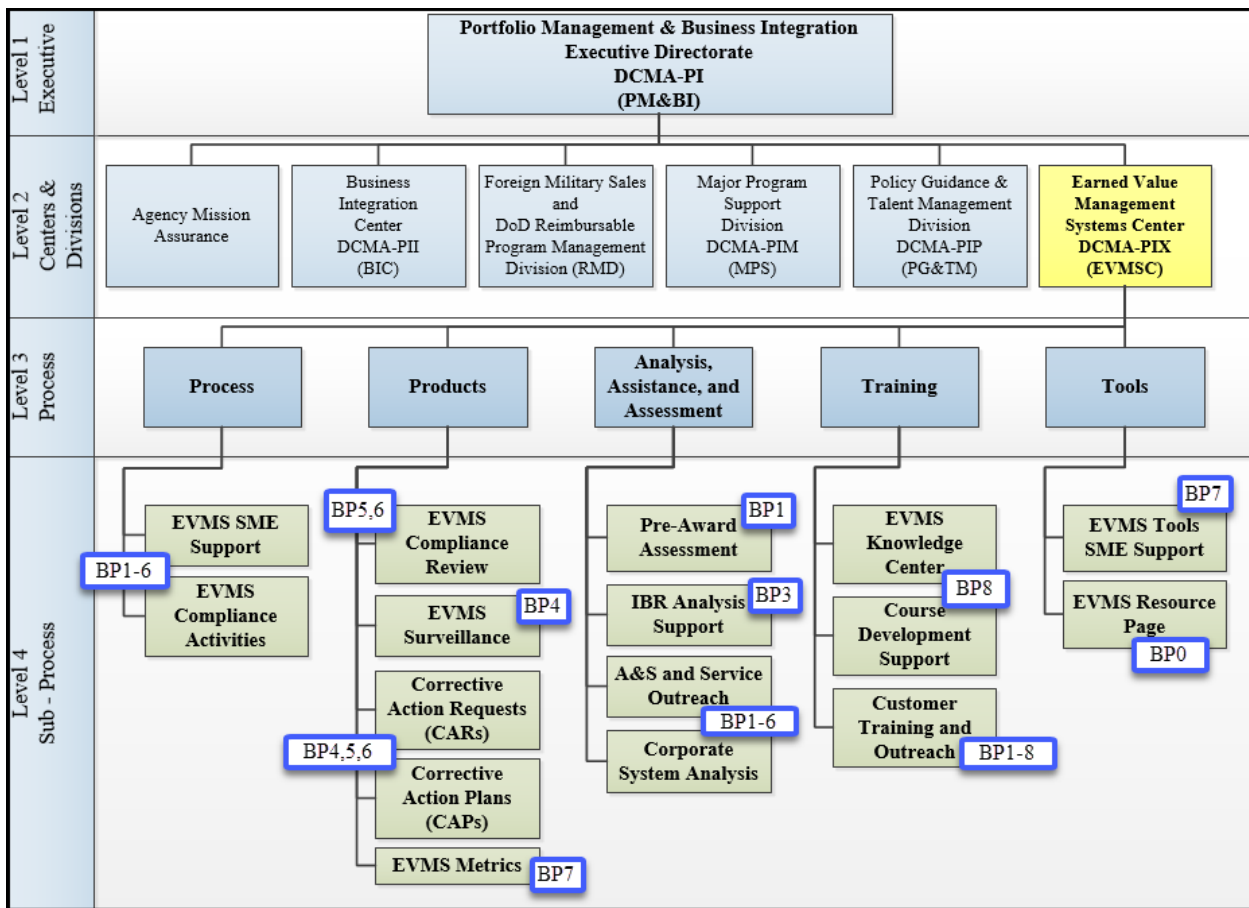 Level 1
Executive
Portfolio Management & Business Integration
Executive Directorate
DCMA-PI
(PM&BI)
Level 2
Centers &
Divisions
Agency Mission
Assurance
Business
Integration
Center
DCMA-PII
(BIC)
Foreign Military Sales
and
DoD Reimbursable
Program Management
Division (RMD)
Major Program
Support
Division
DCMA-PIM
(MPS)
Policy Guidance &
Talent Management
Division
DCMA-PIP
(PG&TM)
Earned Value
Management
Systems Center
DCMA-PIX
(EVMSC)
Level 3
Process
Process
Products
Analysis,
Assistance, and
Assessment
Training
Tools
Level 4
Sub - Process
EVMS SME
Support
BP1-6
EVMS
Compliance
Activities
BP5,6
EVMS
Compliance
Review
BP4
EVMS
Surveillance
Corrective
Action Requests
(CARs)
BP4,5,6
Corrective
Action Plans
(CAPs)
EVMS Metrics
BP7
BP1
Pre-Award
Assessment
BP3
IBR Analysis
Support
A&S and Service
Outreach
BP1-6
Corporate
System Analysis
EVMS
Knowledge
Center
BP8
Course
Development
Support
Customer
Training and
Outreach
BP1-8
BP7
EVMS Tools
SME Support
EVMS Resource
Page
BP0